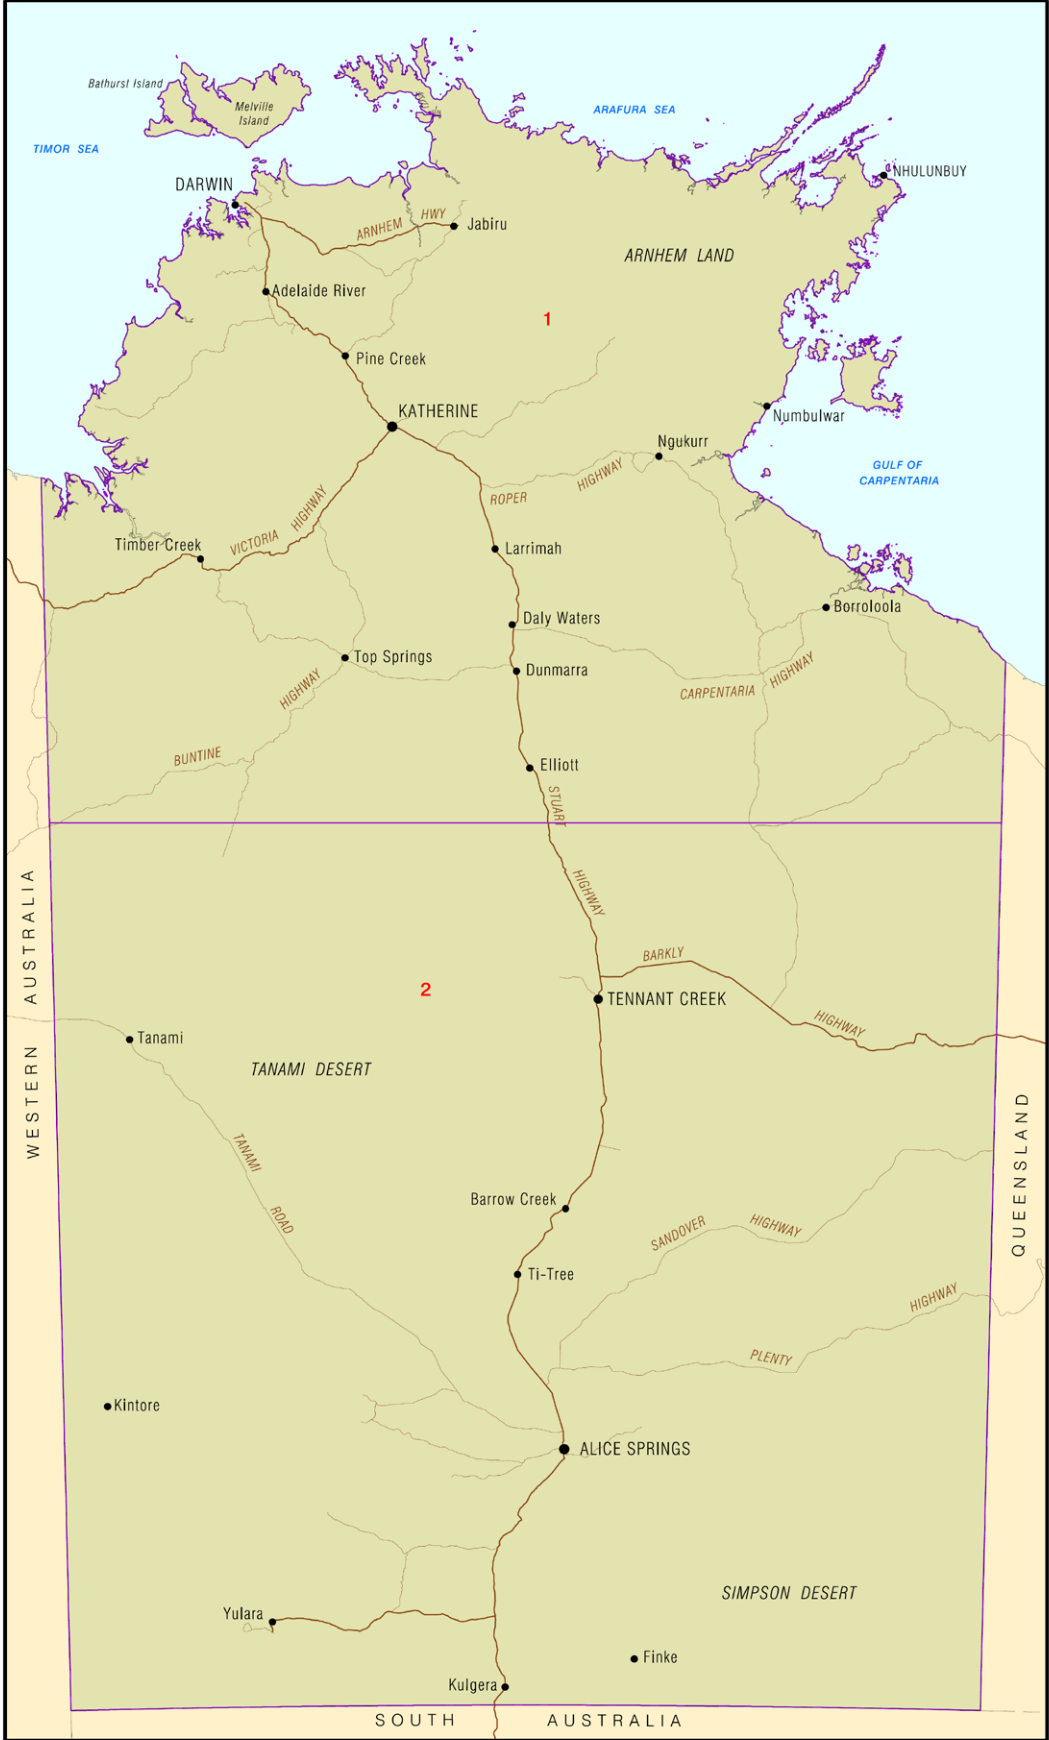 Bathurst Island
Melville
Island
ARAFURA SEA
TIMOR SEA
NHULUNBUY
DARWIN
ARNHEM HWY
Jabiru
ARNHEM LAND
Adelaide River
1
Pine Creek
KATHERINE
Numbulwar
Ngukurr
GULF OF
CARPENTARIA
ROPER HIGHWAY
VICTORIA HIGHWAY
Timber Creek
Larrimah
Borroloola
Daly Waters
Top Springs
Dunmarra
CARPENTARIA HIGHWAY
BUNTINE HIGHWAY
Elliott
STUART HIGHWAY
BARKLY HIGHWAY
2
TENNANT CREEK
WESTERN AUSTRALIA
Tanami
TANAMI DESERT
TANAMI ROAD
QUEENSLAND
Barrow Creek
SANDOVER HIGHWAY
Ti-Tree
PLENTY HIGHWAY
Kintore
ALICE SPRINGS
SIMPSON DESERT
Yulara
Finke
Kulgera
SOUTH AUSTRALIA